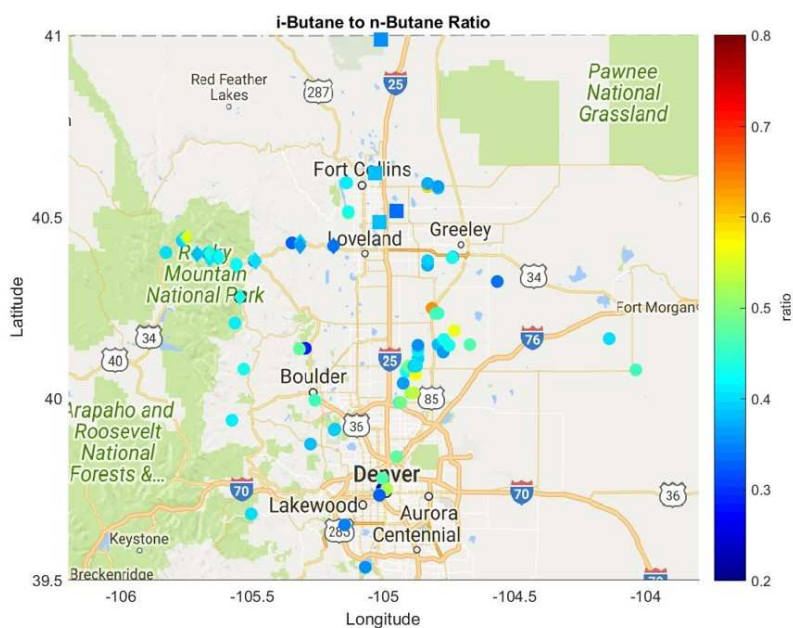 i-Butane to n-Butane Ratio
41
0.8
Red Feather
Lakes
287
25
Pawnee
National
Grassland
0.7
Fort Collins
0.6
40.5
Greeley
Loveland
Rocky
Mountain
National Park
34
Fort Morgan
0.5
34
40
76
25
Boulder
85
40
36
0.4
Arapaho and
Roosevelt
National
Forests &...
Denver
70
70
36
Lakewood
Aurora
0.3
285
Centennial
Keystone
Breckenridge
70
39.5
0.2
-106
-105.5
-105
-104.5
-104
Longitude
Latitude
ratio